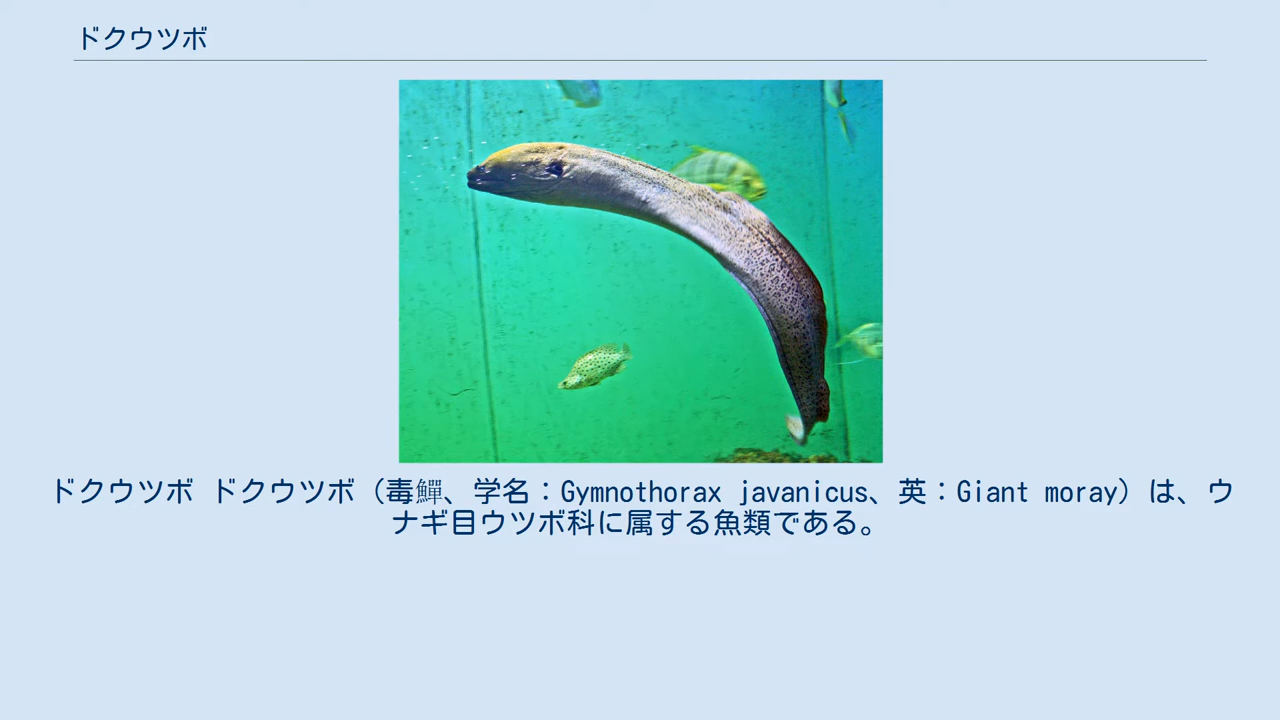 ドクウツボ
ドクウツボ ドクウツボ（毒鱓、学名：Gymnothorax javanicus、英：Giant moray）は、ウ
ナギ目ウツボ科に属する魚類である。